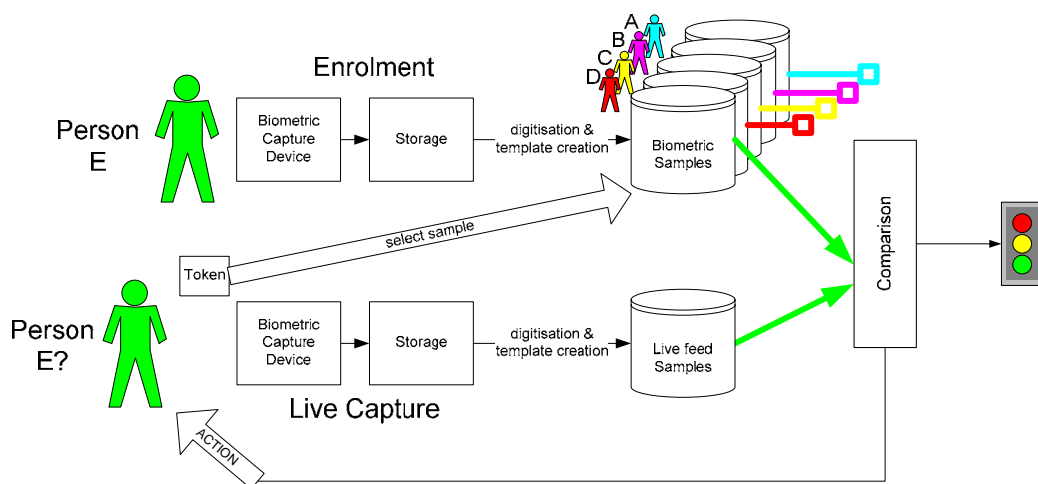 A
B
C
D
Enrolment
Person
E
Biometric
Capture
Device
Storage
digitisation &
template creation
Biometric
Samples
select sample
Token
Comparison
Person
E?
Biometric
Capture
Device
Storage
digitisation &
template creation
Live feed
Samples
Live Capture
ACTION